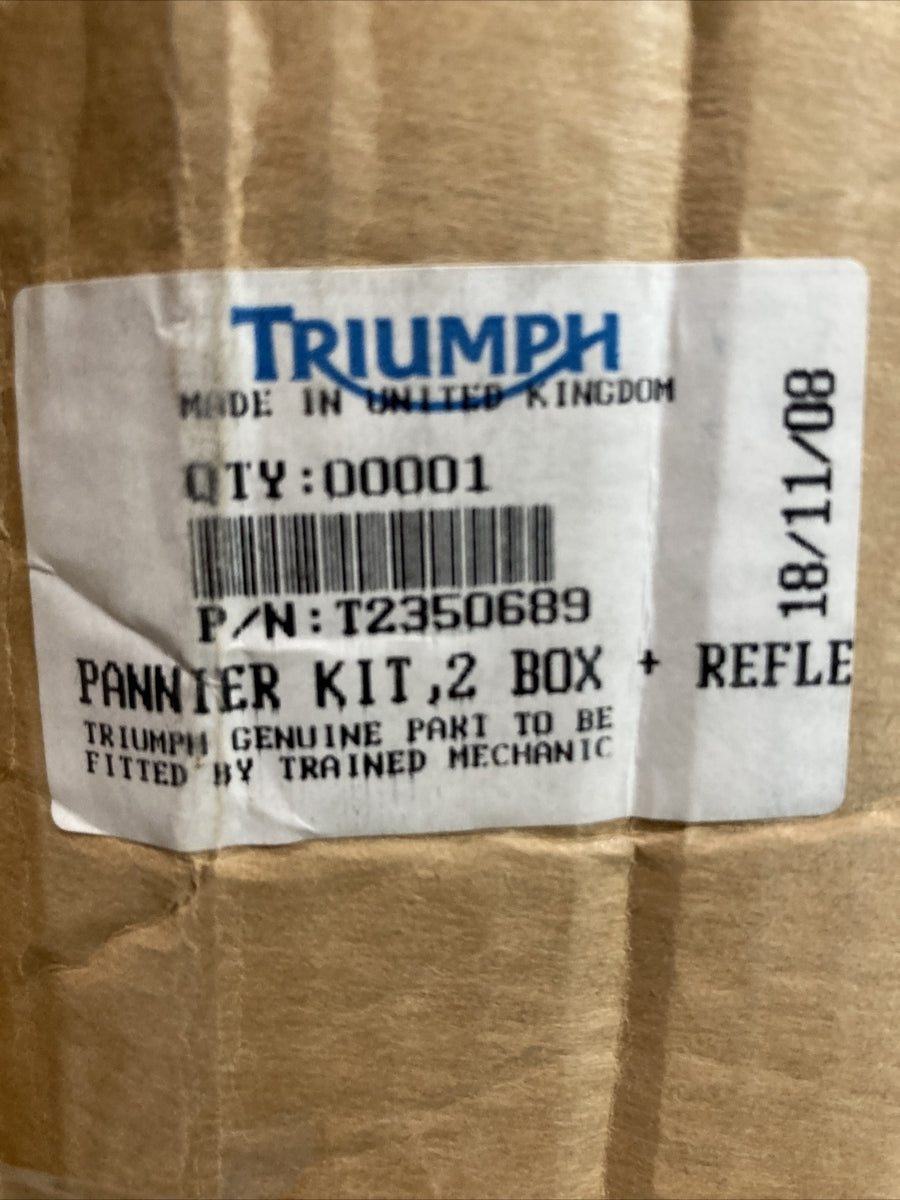 TRIUMPH
MADE IN UNITED KINGDOM
QTY:00001
P/N:T2350689
PANNIER KIT,2 BOX + REFLE
TRIUMPH GENUINE PART TO BE
FITTED BY TRAINED MECHANIC
18/11/08